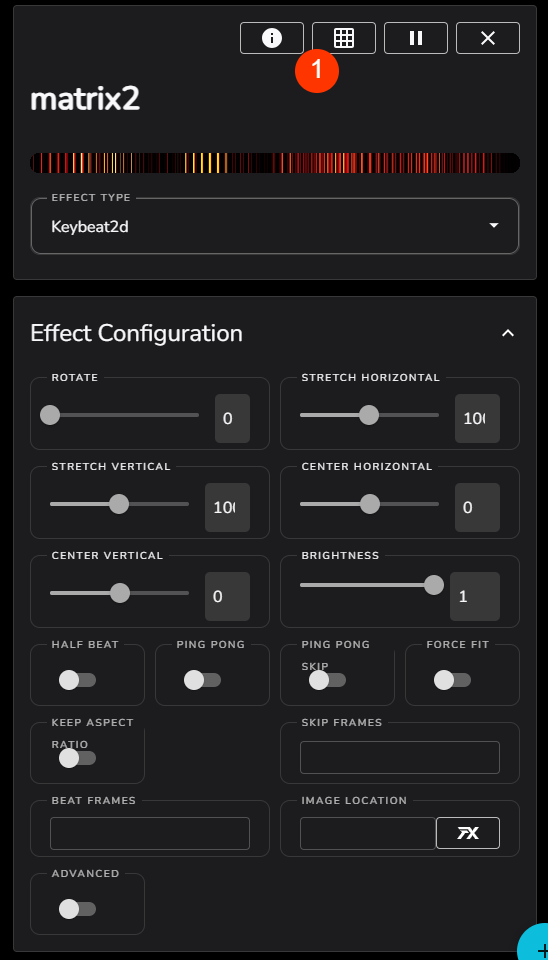 1
matrix2
EFFECT TYPE
Keybeat2d
Effect Configuration
ROTATE
0
STRETCH HORIZONTAL
100
STRETCH VERTICAL
100
CENTER HORIZONTAL
0
CENTER VERTICAL
0
BRIGHTNESS
1
HALF BEAT
PING PONG
PING PONG
SKIP
FORCE FIT
KEEP ASPECT
RATIO
SKIP FRAMES
BEAT FRAMES
IMAGE LOCATION
FX
ADVANCED